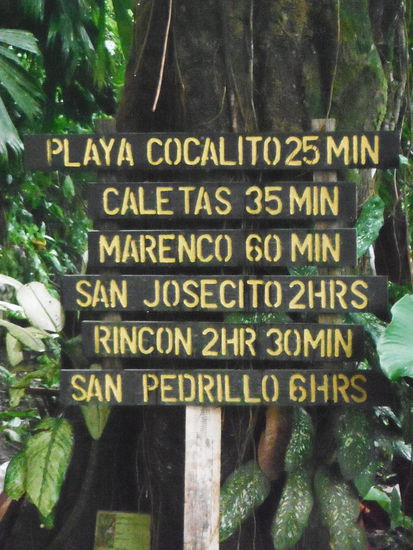 PLAYA COCALITO 25 MIN
CALETAS 35 MIN
MARENCO 60 MIN
SAN JOSECITO 2HRS
RINCON 2HR 30MIN
SAN PEDRILLO 6HRS